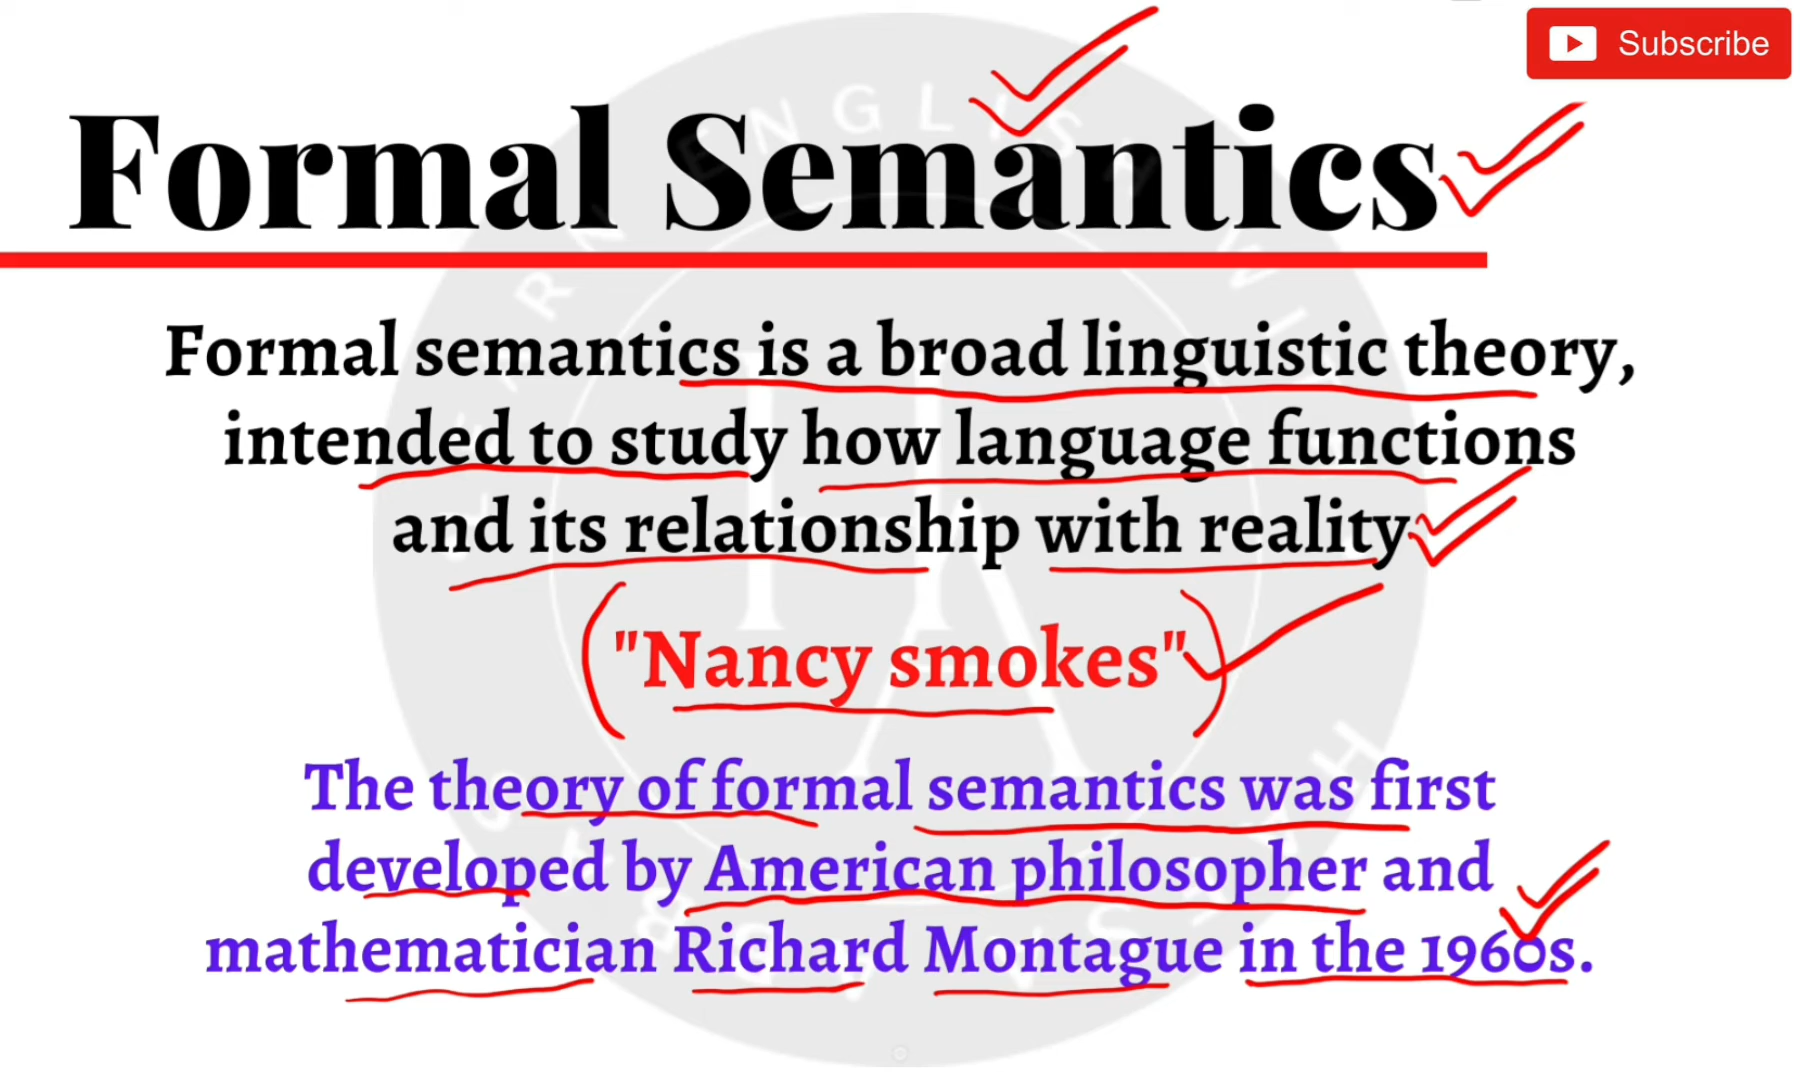 Subscribe
Formal Semantics
Formal semantics is a broad linguistic theory,
intended to study how language functions
and its relationship with reality
"Nancy smokes"
The theory of formal semantics was first
developed by American philosopher and
mathematician Richard Montague in the 1960s.